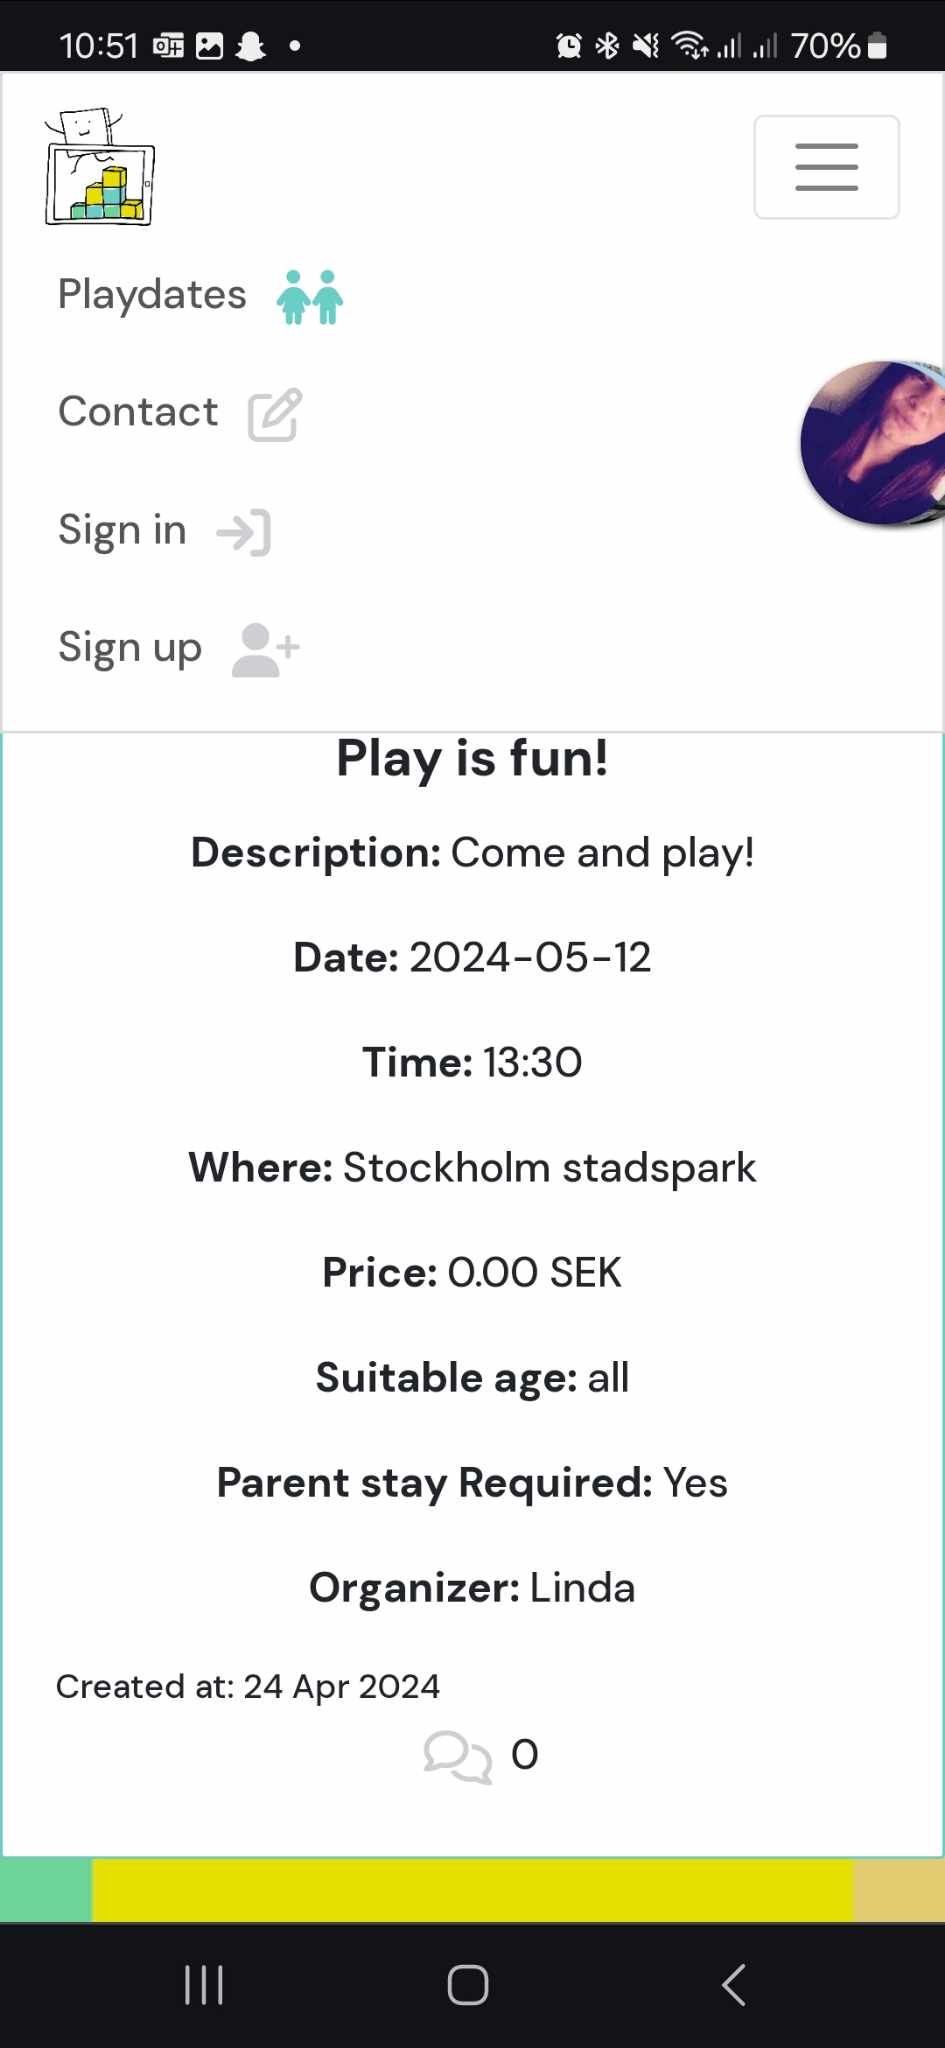 10:51
70%
Playdates
Contact
Sign in
Sign up
Play is fun!
Description: Come and play!
Date: 2024-05-12
Time: 13:30
Where: Stockholm stadspark
Price: 0.00 SEK
Suitable age: all
Parent stay Required: Yes
Organizer: Linda
Created at: 24 Apr 2024
0